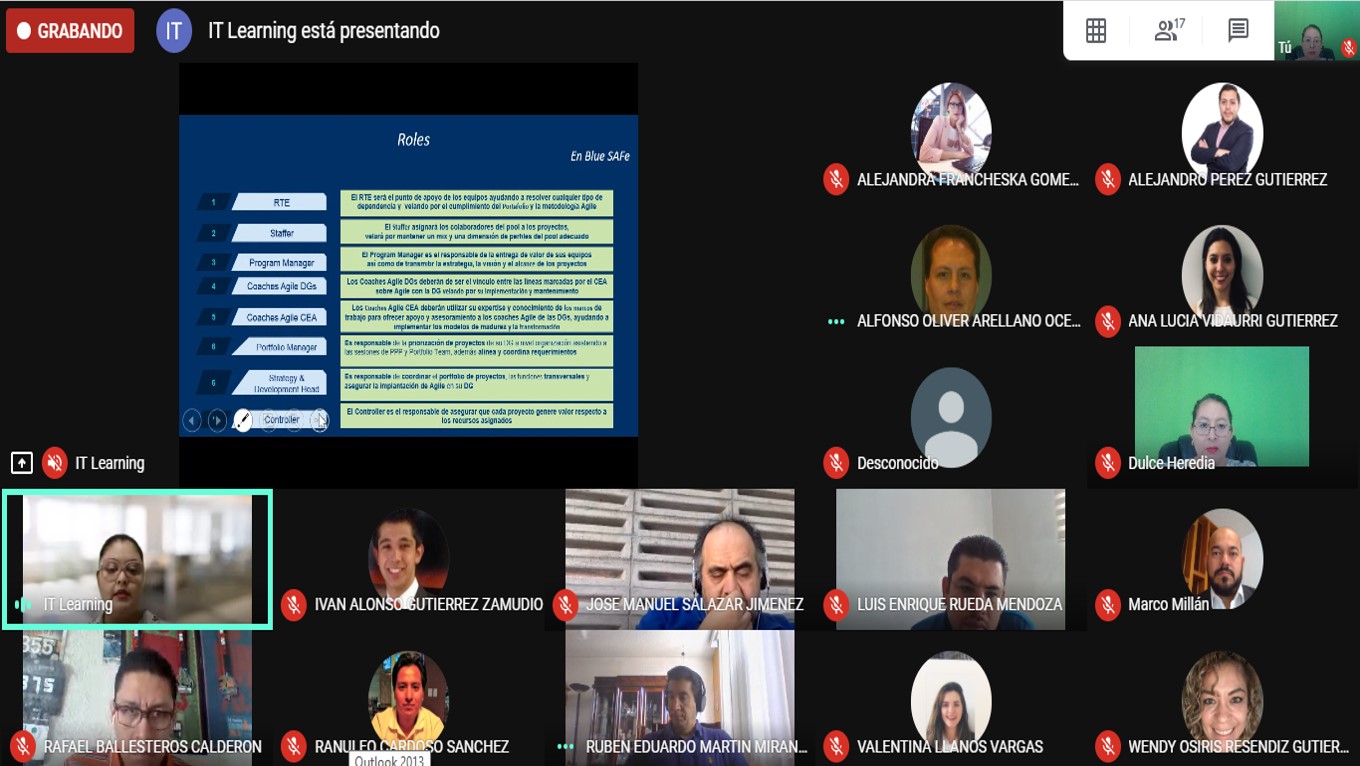 GRABANDO
IT
IT Learning está presentando
17
Tú
Roles
En Blue SAFe
1
RTE
El RTE será el punto de apoyo de los equipos ayudando a resolver cualquier tipo de
dependencia y velando por el cumplimiento del Portafolio y la metodología Agile
2
Staffer
El Staffer asignará los colaboradores del pool a los proyectos,
velará por mantener un mix y una dimensión de perfiles del pool adecuado
3
Program Manager
El Program Manager es el responsable de la entrega de valor de sus equipos
así como de transmitir la estrategia, la visión y el alcance de los proyectos
4
Coaches Agile DGs
Los Coaches Agile DGs deberán de ser el vínculo entre las líneas marcadas por el CEA
sobre Agile con la DG velando por su implementación y mantenimiento
5
Coaches Agile CEA
Los Coaches Agile CEA deberán utilizar su expertise y conocimiento de los marcos de
trabajo para ofrecer apoyo y asesoramiento a los coaches Agile de las DGs, ayudando a
implementar los modelos de madurez y la transformación
6
Portfolio Manager
Es responsable de la priorización de proyectos de su DG a nivel organización asistiendo a
las sesiones de PPP y Portfolio Team, además alinea y coordina requerimientos
6
Strategy &
Development Head
Es responsable de coordinar el portfolio de proyectos, las funciones transversales y
asegurar la implantación de Agile en su DG
Controller
El Controller es el responsable de asegurar que cada proyecto genere valor respecto a
los recursos asignados
IT Learning
ALEJANDRA FRANCHESKA GOME...
ALEJANDRO PEREZ GUTIERREZ
ALFONSO OLIVER ARELLANO OCE...
ANA LUCIA VIDAURRI GUTIERREZ
Desconocido
Dulce Heredia
IT Learning
IVAN ALONSO GUTIERREZ ZAMUDIO
JOSE MANUEL SALAZAR JIMENEZ
LUIS ENRIQUE RUEDA MENDOZA
Marco Millán
355
RAFAEL BALLESTEROS CALDERON
RANULFO CARDOSO SANCHEZ
RUBEN EDUARDO MARTIN MIRAN...
VALENTINA LLANOS VARGAS
WENDY OSIRIS RESENDIZ GUTIER...
Outlook 2013